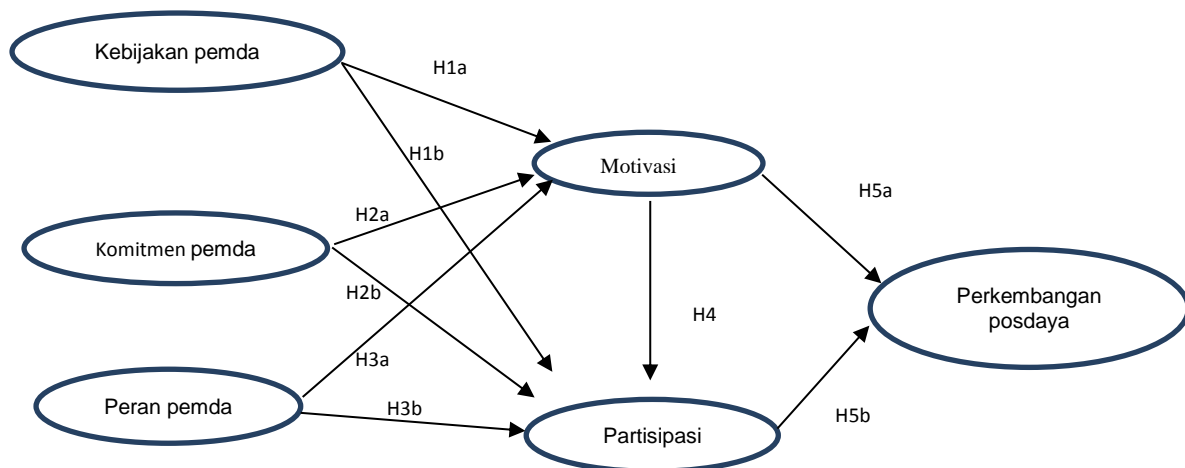 Kebijakan pemda
H1a
H1b
Motivasi
H2a
H5a
Komitmen pemda
H2b
H4
Perkembangan
posdaya
H3a
Peran pemda
H3b
Partisipasi
H5b